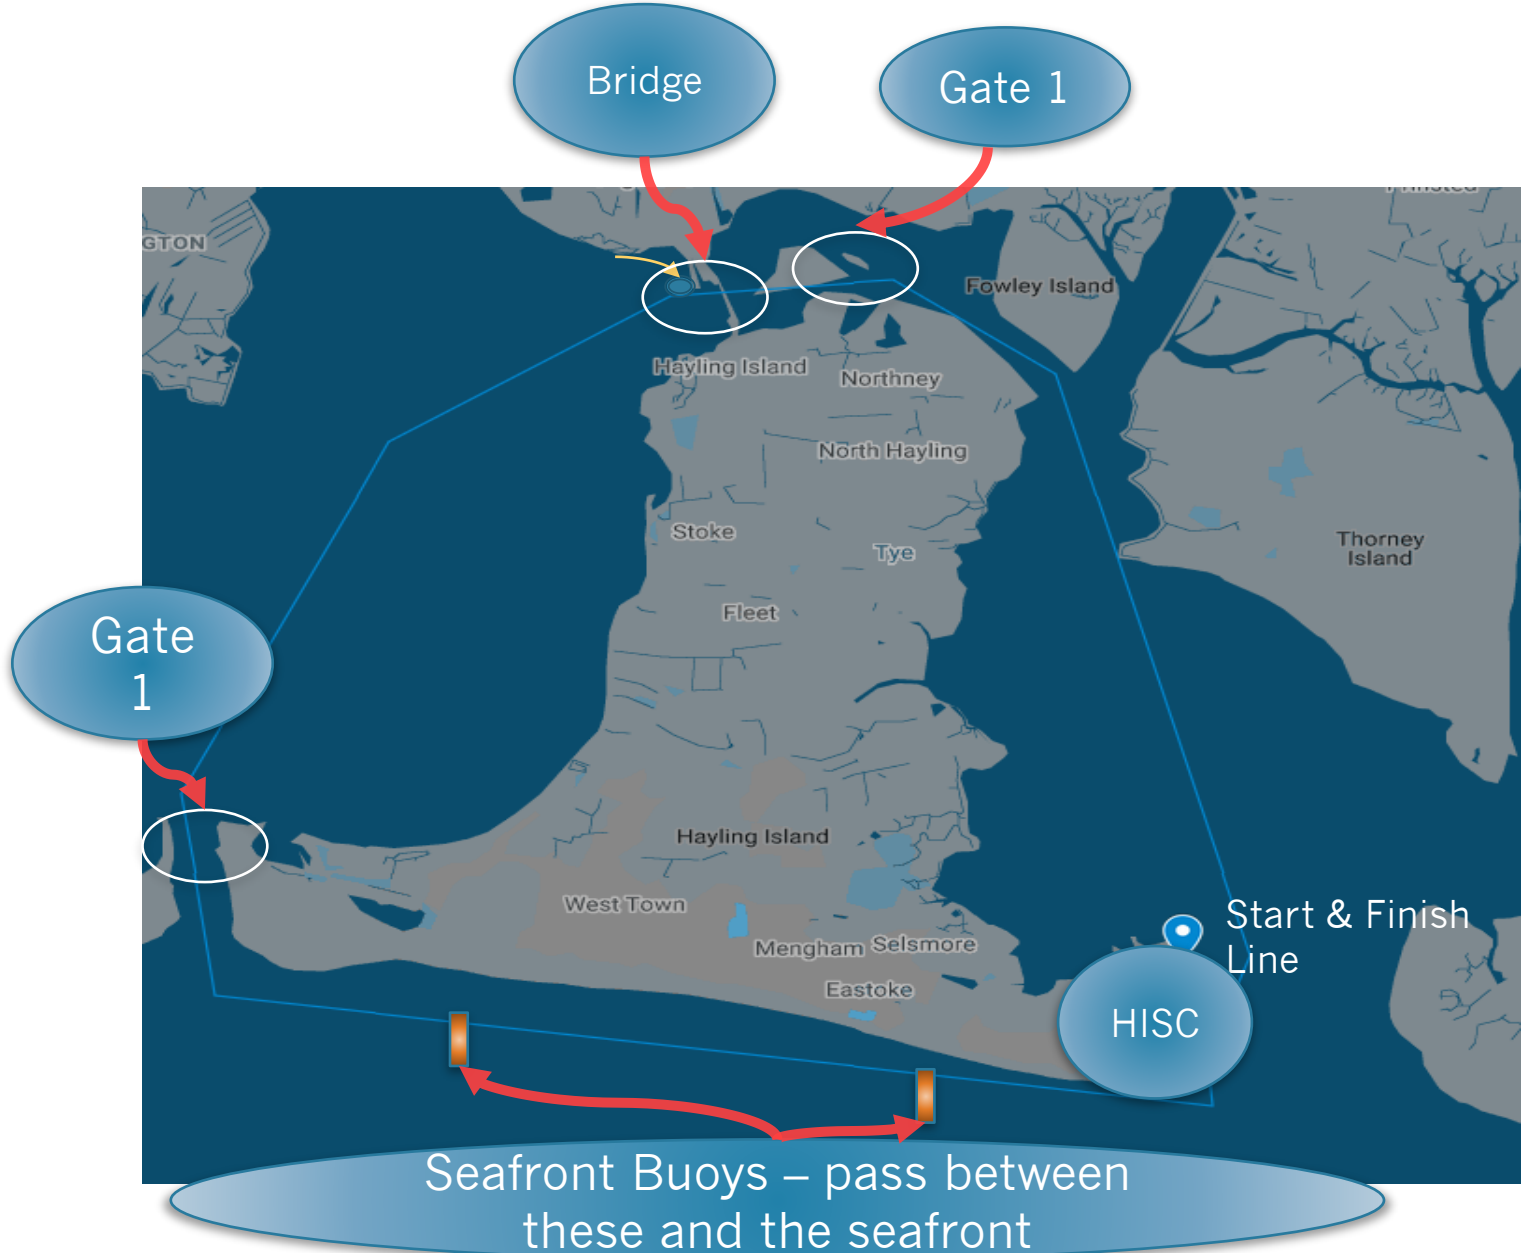 Bridge
Gate 1
GTON
Fowley Island
Hayling Island
Northney
North Hayling
Stoke
Tye
Thorney
Island
Fleet
Gate
1
Hayling Island
West Town
Mengham
Selsmore
Start & Finish
Line
Eastoke
HISC
Seafront Buoys – pass between
these and the seafront